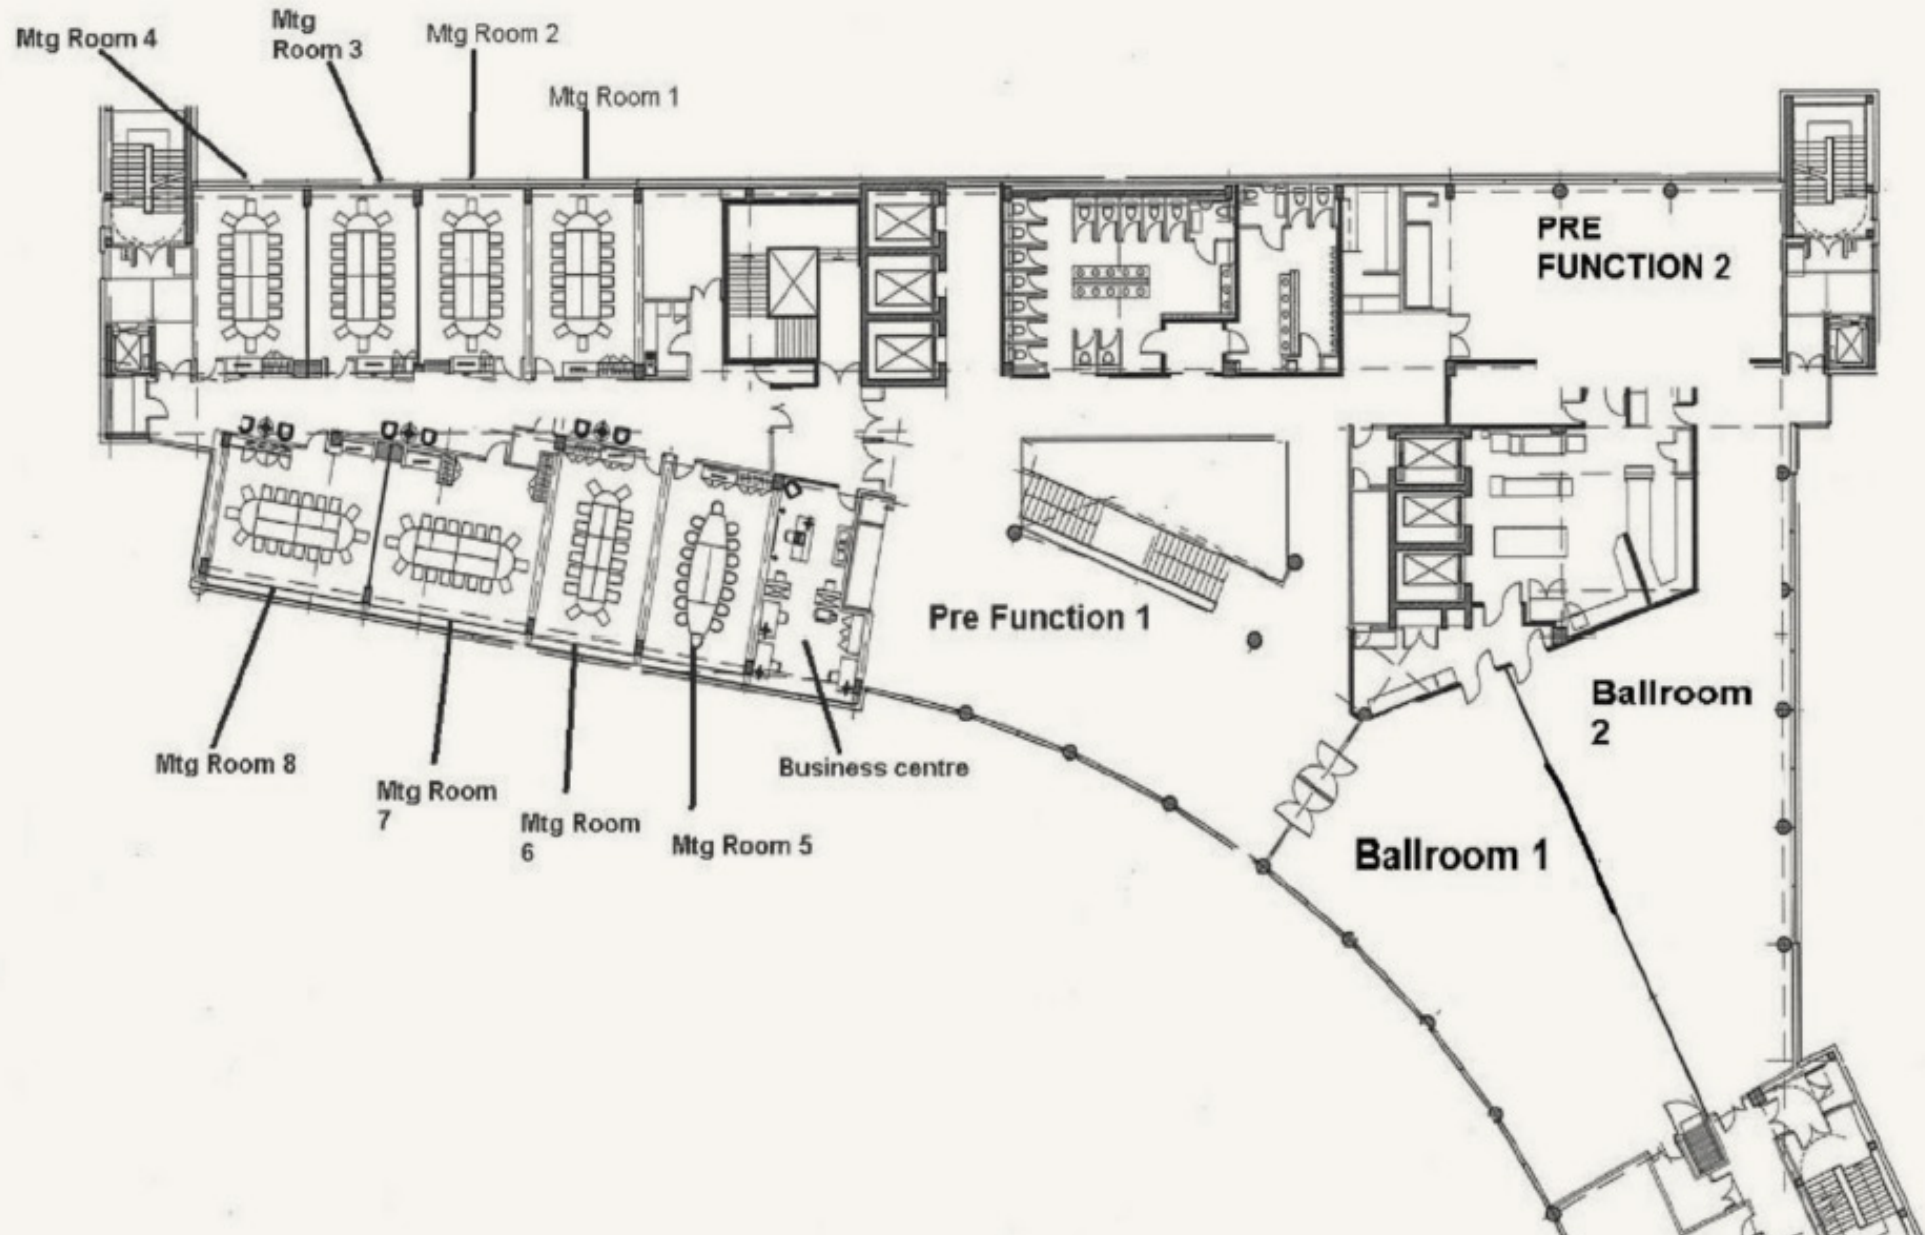 Mtg Room 4
Mtg
Room 3
Mtg Room 2
Mtg Room 1
PRE
FUNCTION 2
Pre Function 1
Ballroom
2
Ballroom 1
Mtg Room 8
Mtg Room
7
Mtg Room
6
Mtg Room 5
Business centre